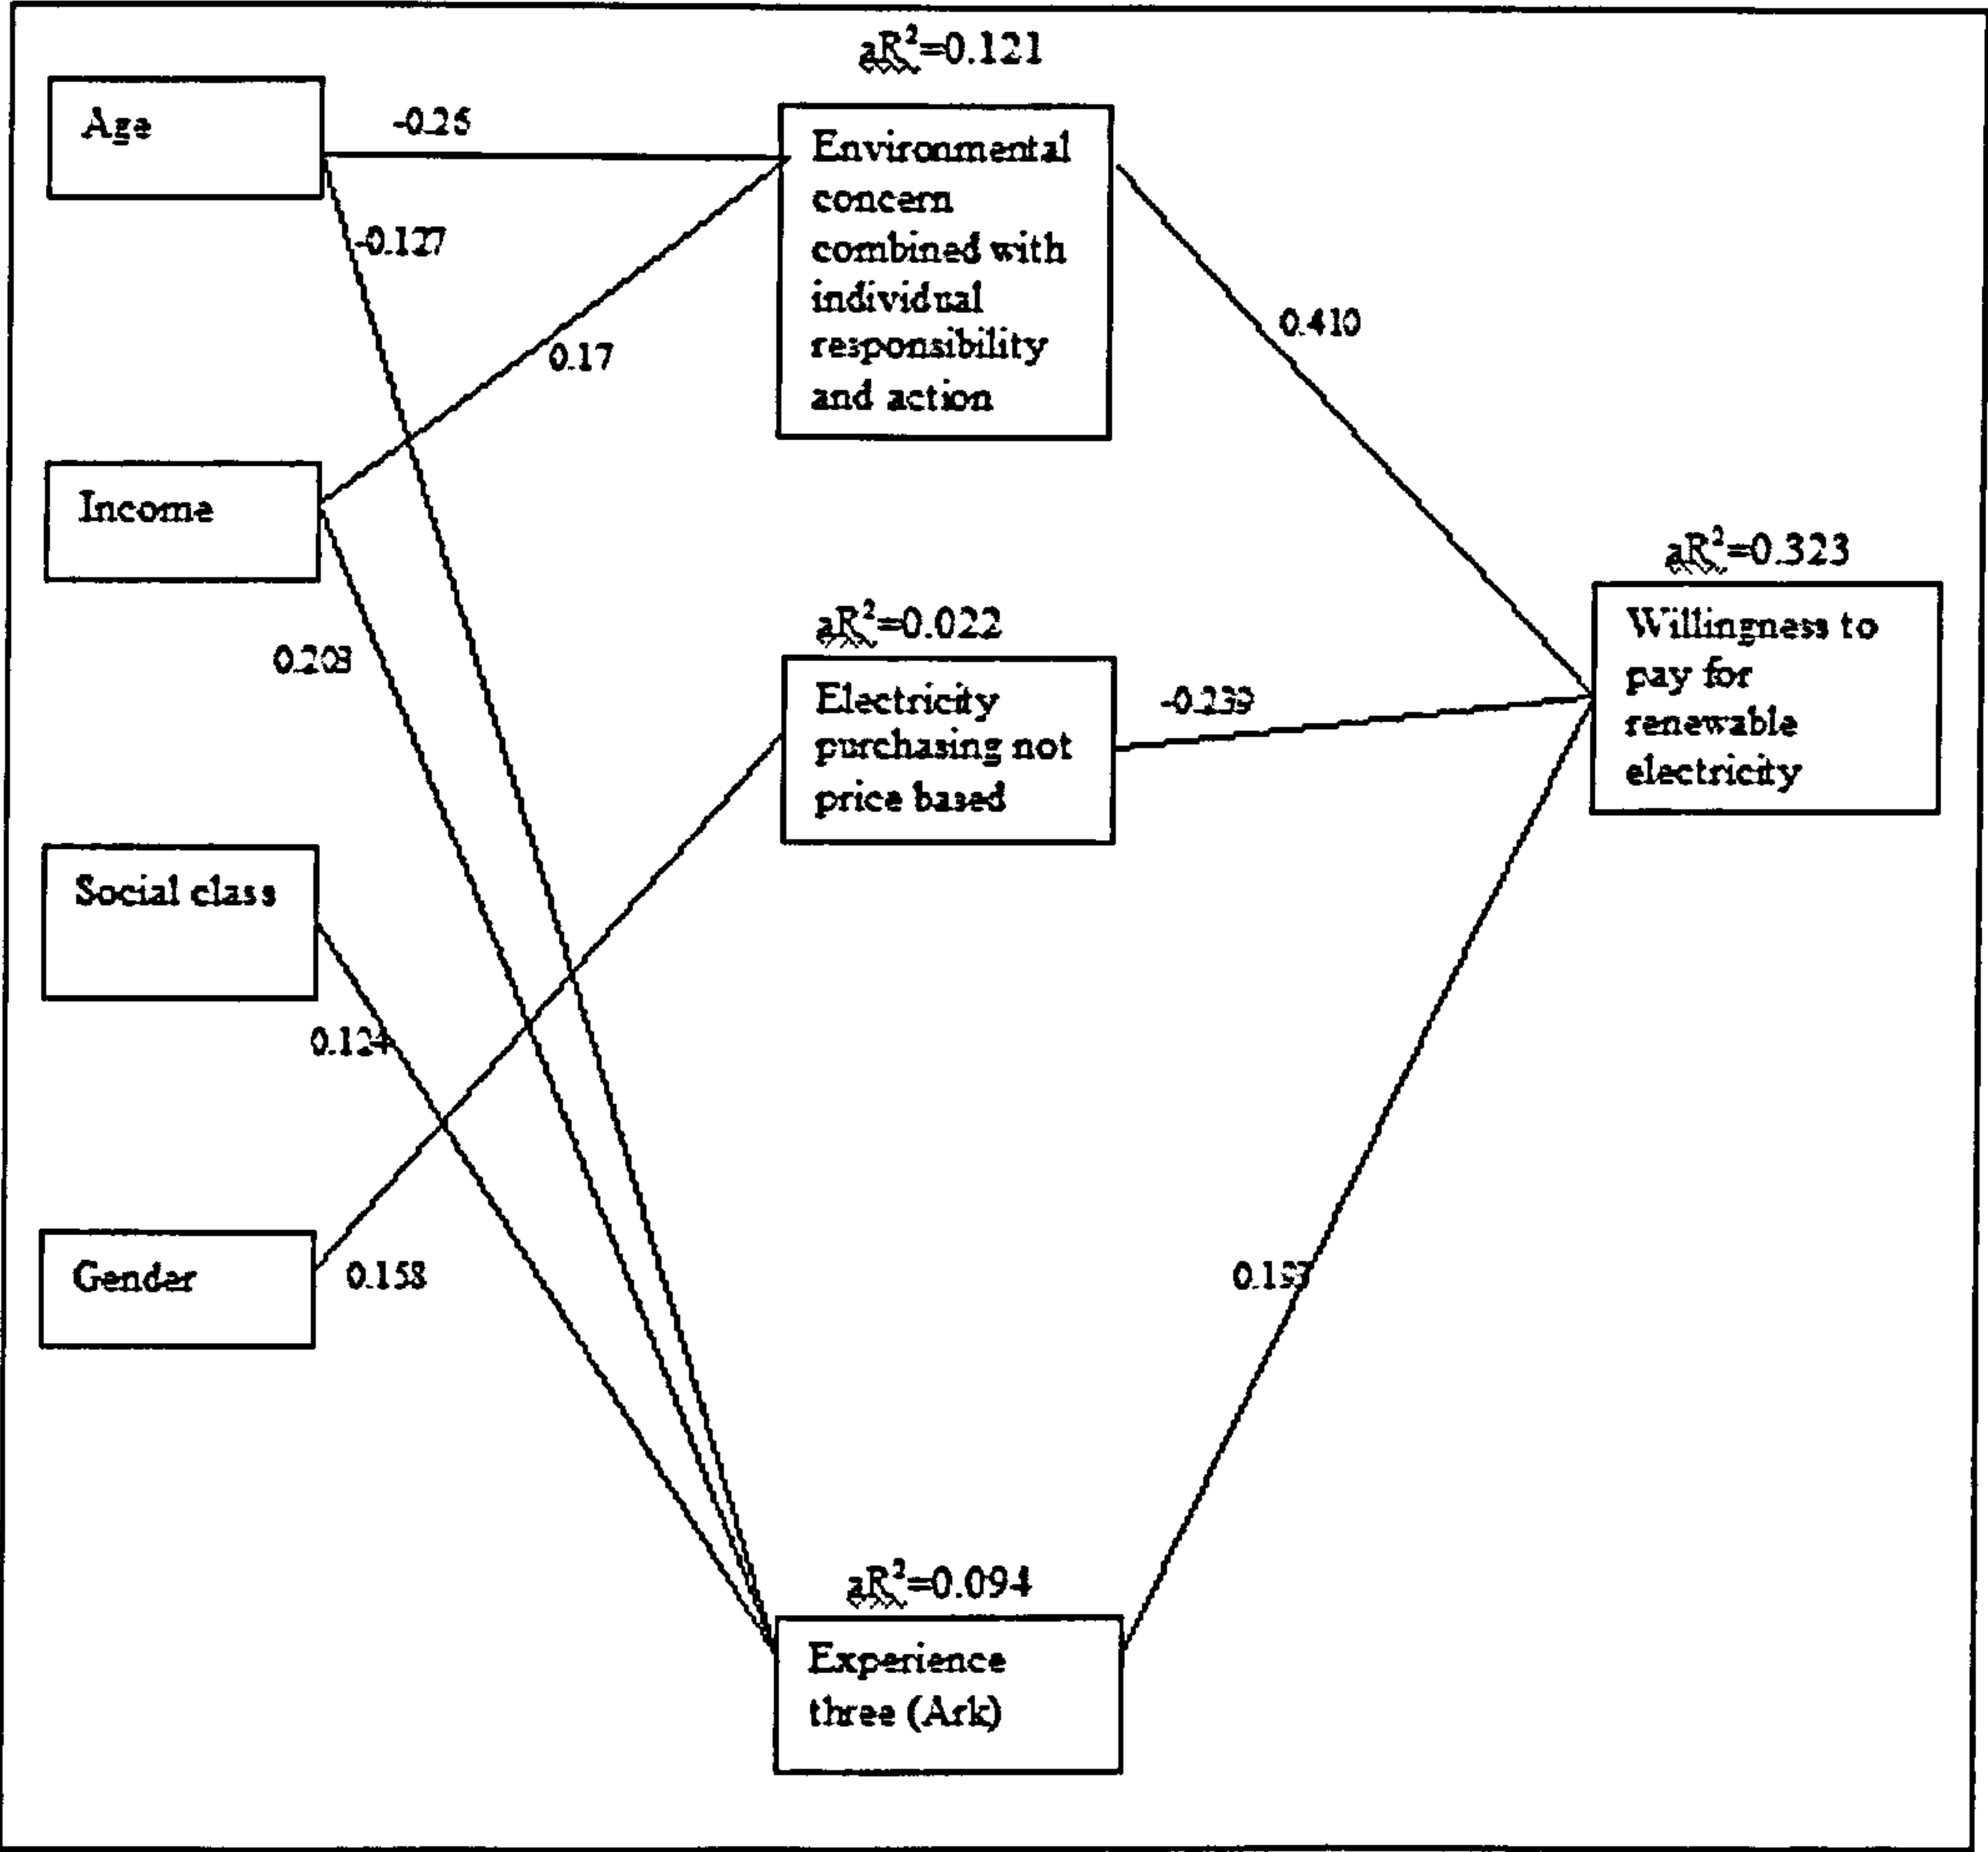 aR²=0.121
Age
-0.26
Environmental
concern
combined with
individual
responsibility
and action
-0.127
0.410
0.17
Income
aR²=0.323
Willingness to
pay for
renewable
electricity
aR²=0.022
0.203
Electricity
purchasing not
price based
-0.239
Social class
0.124
Gender
0.158
aR²=0.094
Experience
three (Ark)